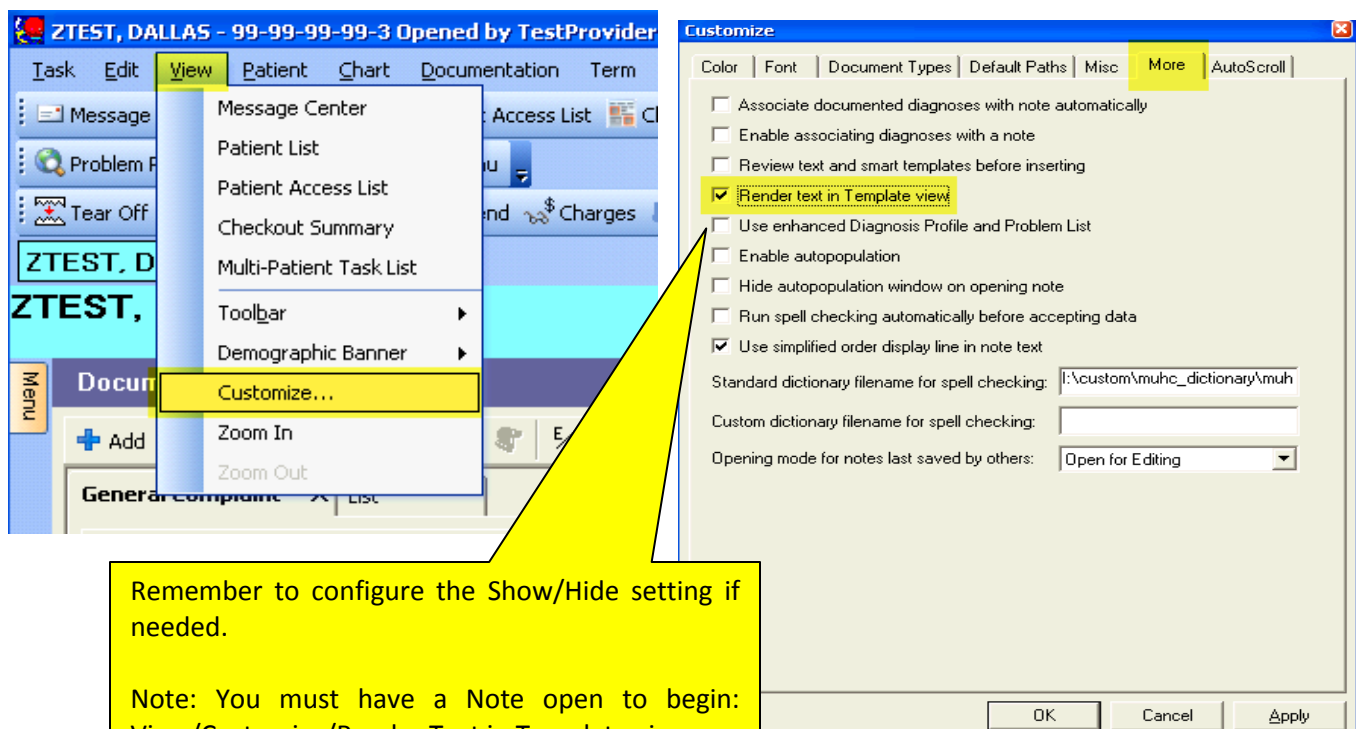 ZTEST, DALLAS - 99-99-99-99-3 Opened by TestProvider
Task Edit View Patient Chart Documentation Term
Message Access List
Problem
Tear Off Charges
ZTEST, D
ZTEST,
Menu
Docum
Add
General Complaint List
Message Center
Patient List
Patient Access List
Checkout Summary
Multi-Patient Task List
Toolbar
Demographic Banner
Customize...
Zoom In
Zoom Out
Customize
Color Font Document Types Default Paths Misc More AutoScroll
Associate documented diagnoses with note automatically
Enable associating diagnoses with a note
Review text and smart templates before inserting
Render text in Template view
Use enhanced Diagnosis Profile and Problem List
Enable autopopulation
Hide autopopulation window on opening note
Run spell checking automatically before accepting data
Use simplified order display line in note text
Standard dictionary filename for spell checking: I:\custom\muhc_dictionary\muh
Custom dictionary filename for spell checking:
Opening mode for notes last saved by others: Open for Editing
OK Cancel Apply
Remember to configure the Show/Hide setting if
needed.
Note: You must have a Note open to begin:
View/Customize/Render Text in Template view